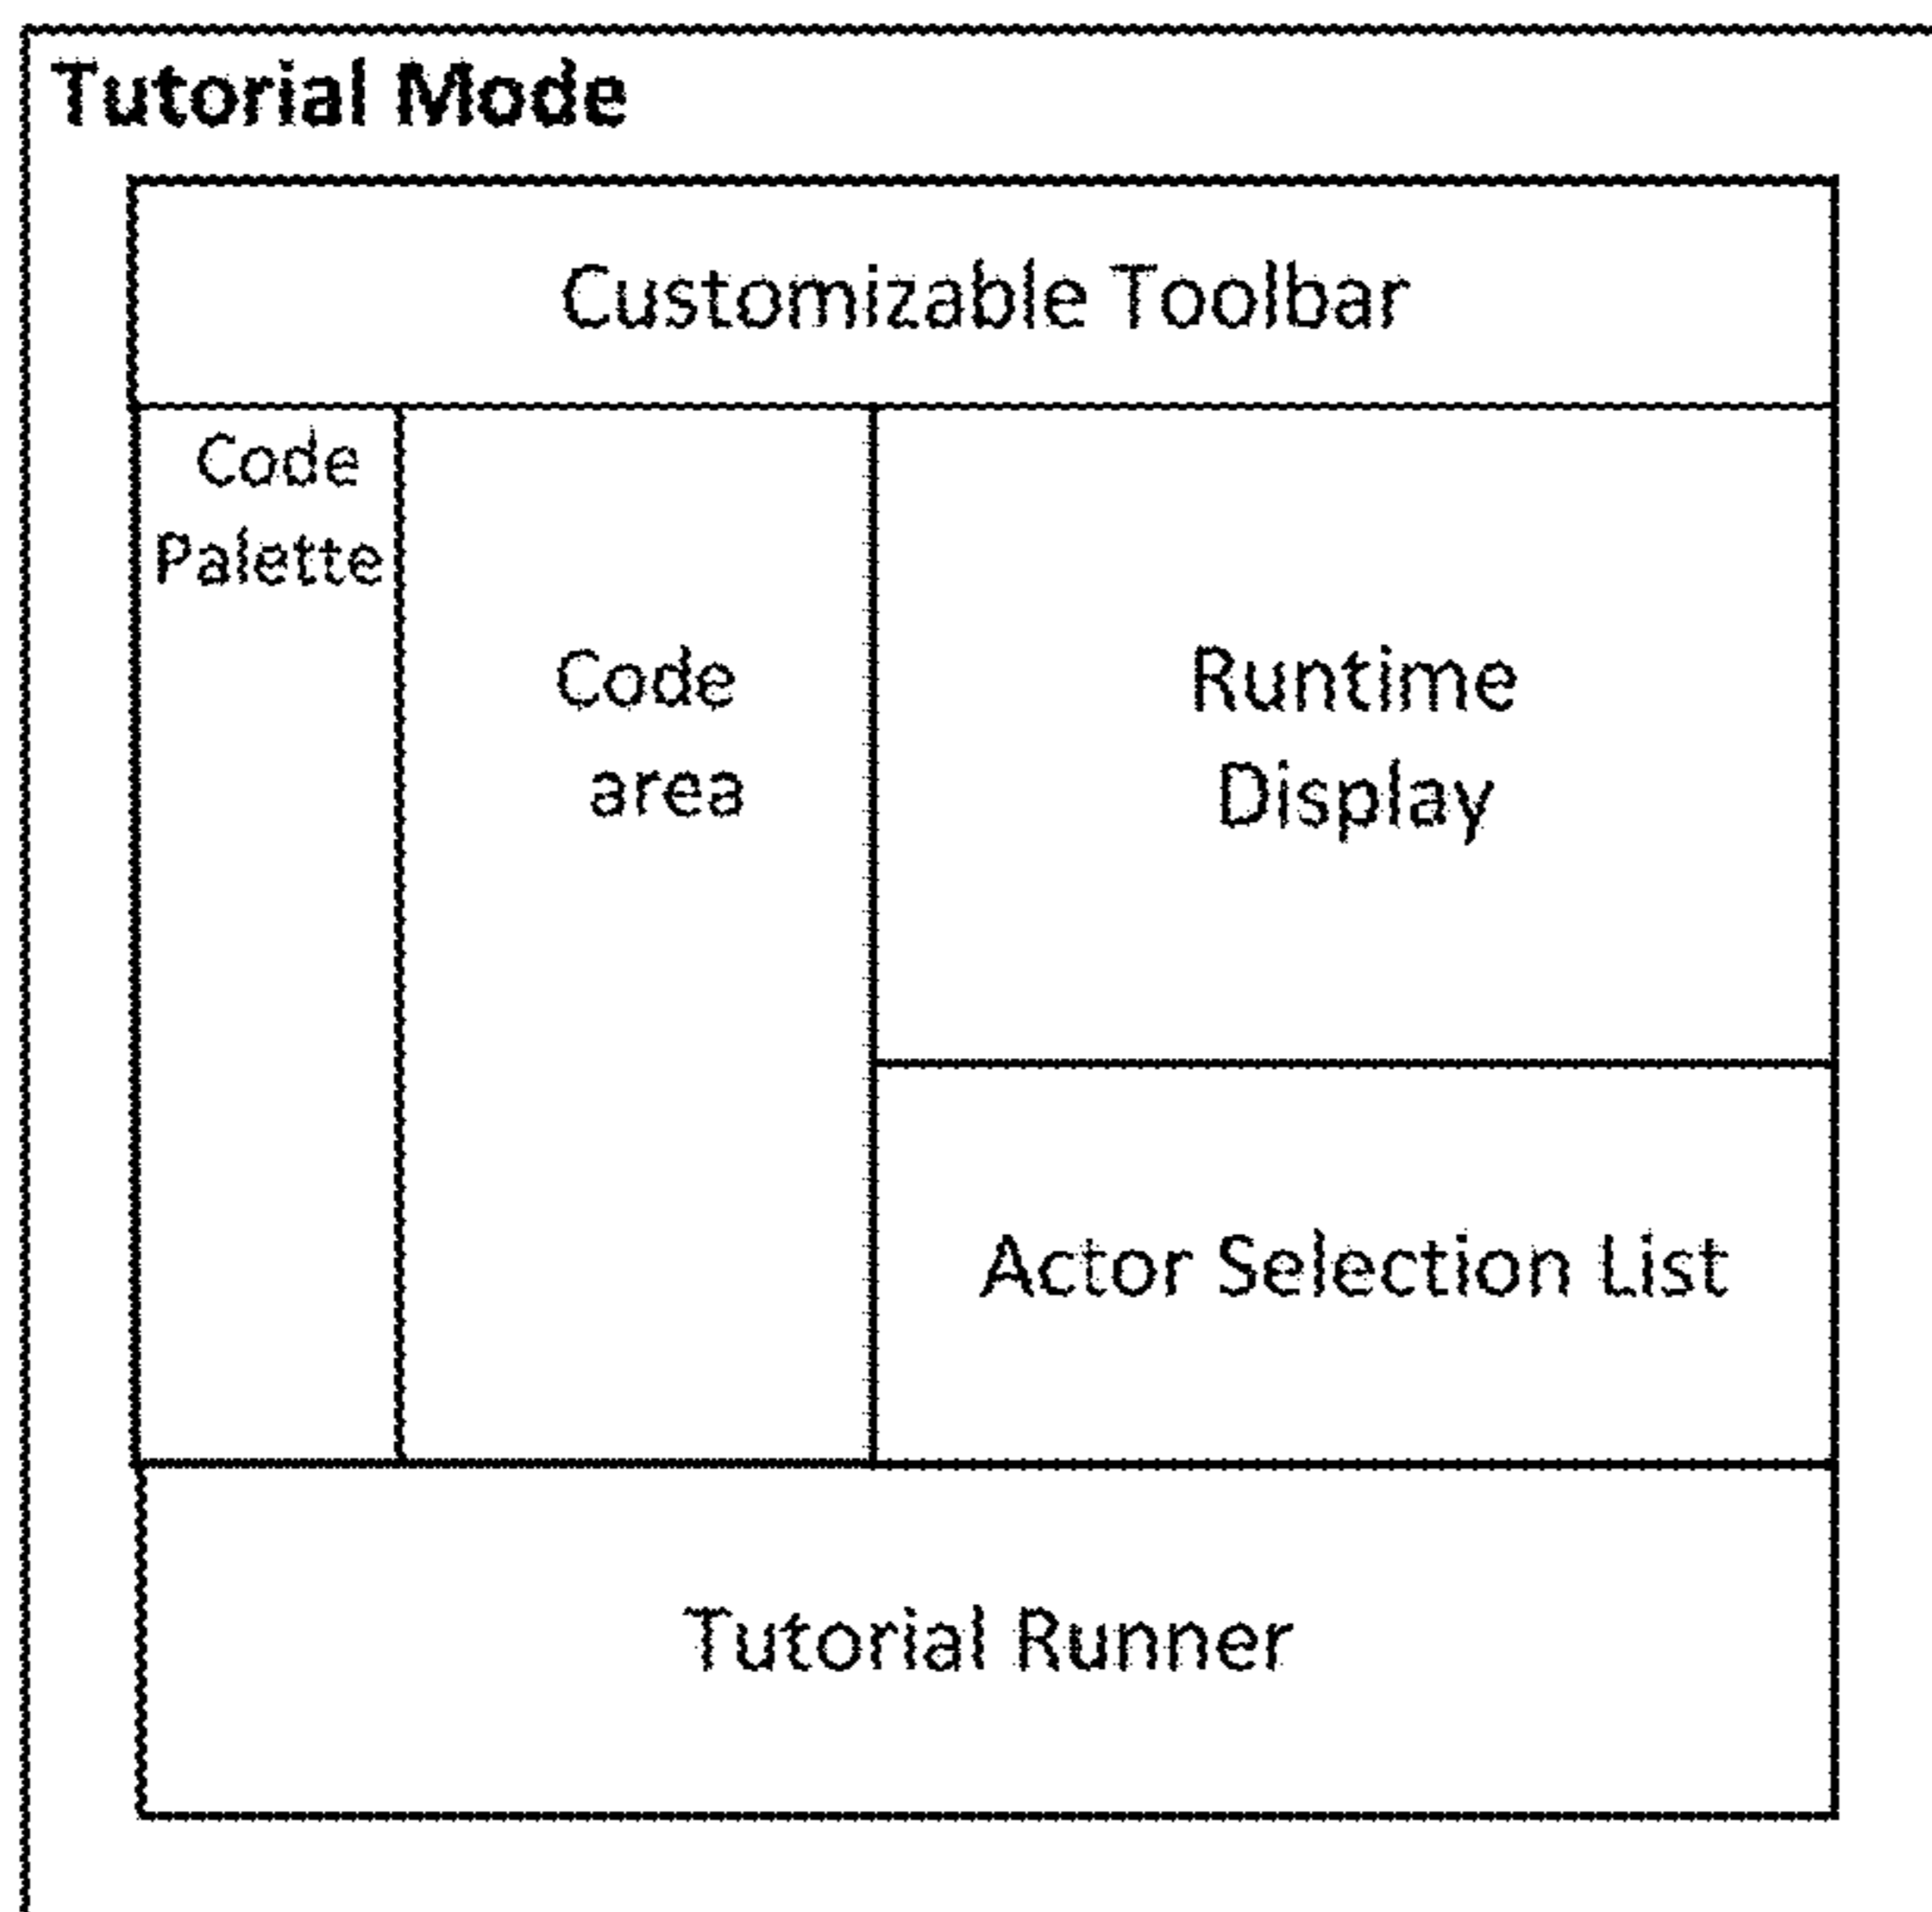 Tutorial Mode
Customizable Toolbar
Code
Palette
Code
area
Runtime
Display
Actor Selection List
Tutorial Runner